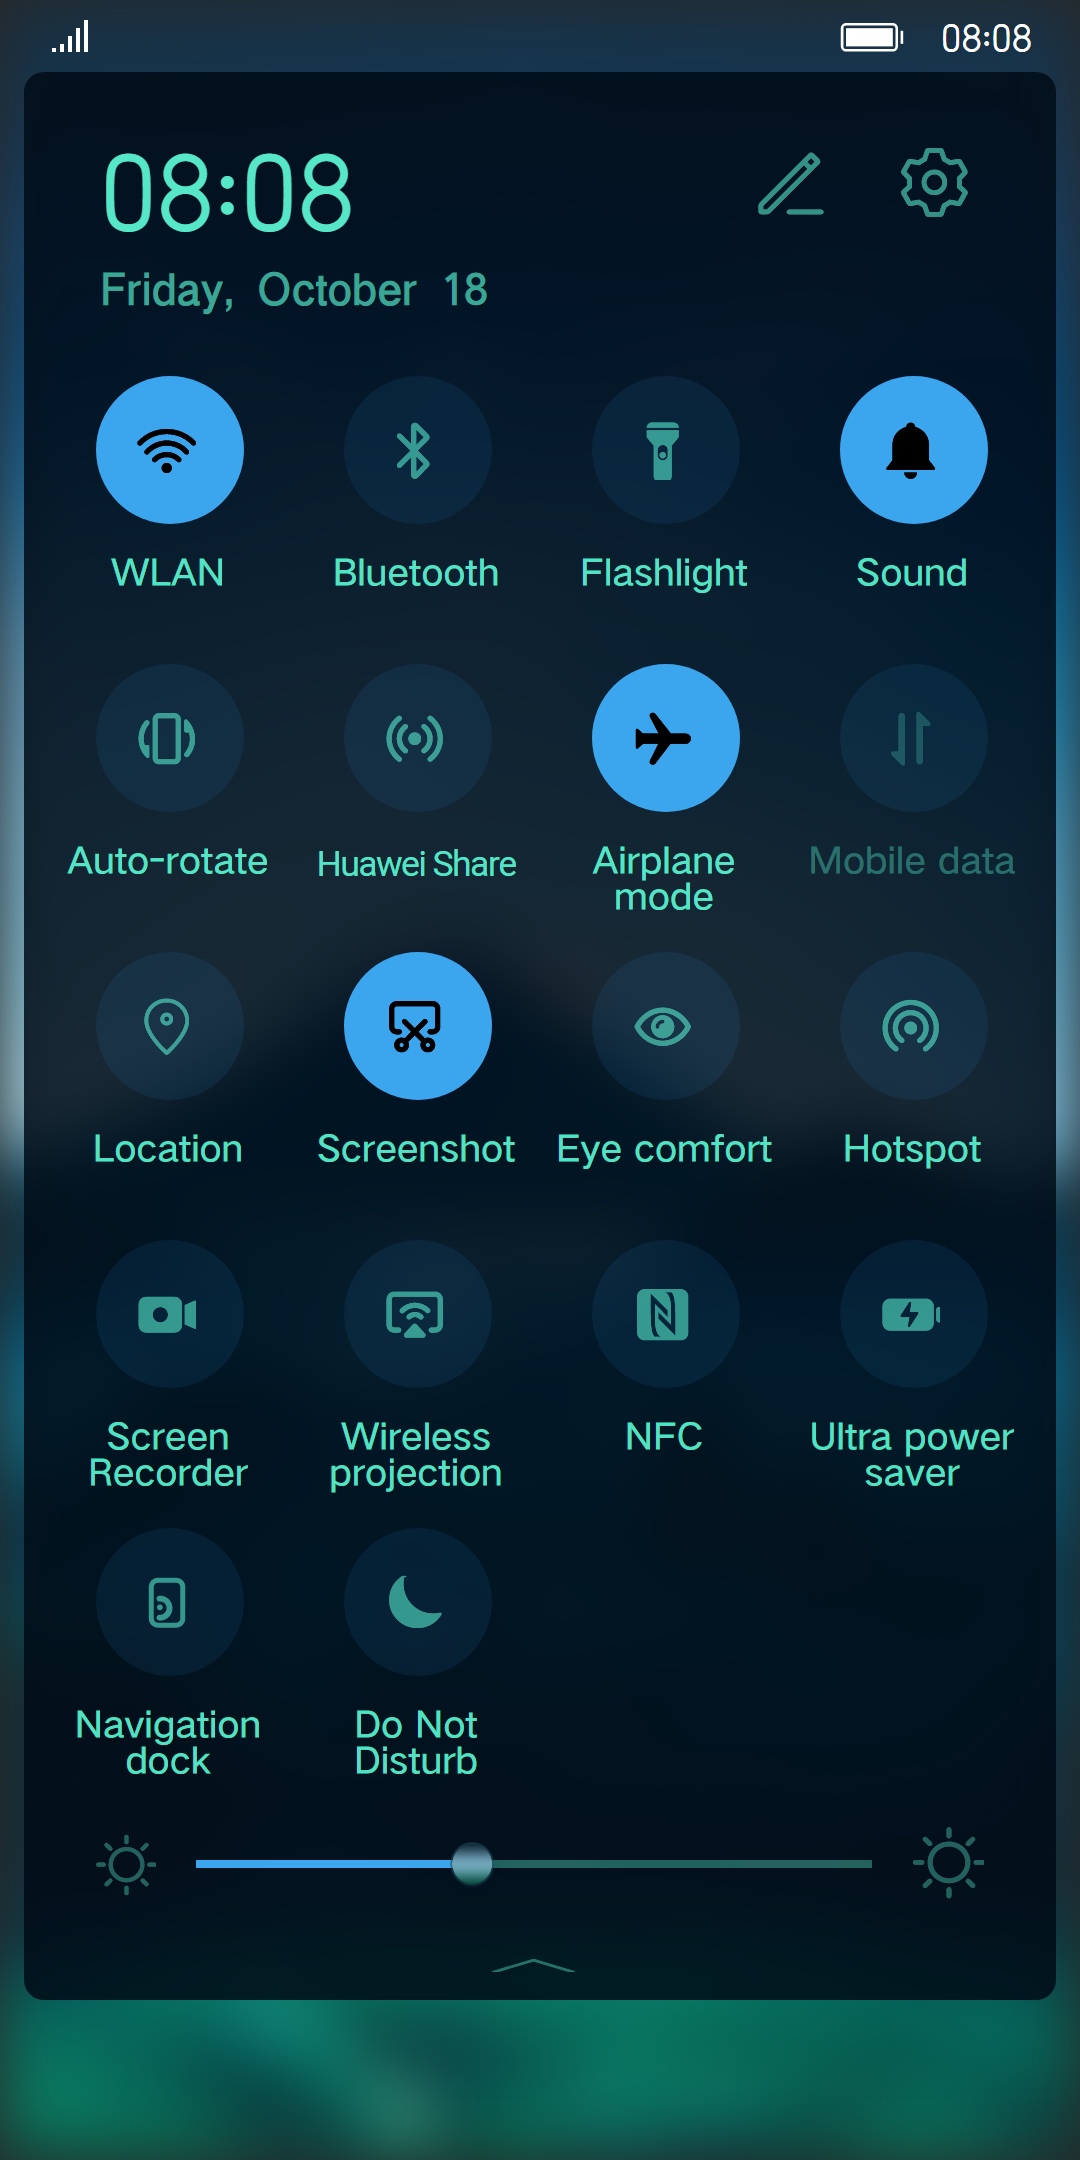 08:08
08:08
Friday, October 18
WLAN
Bluetooth
Flashlight
Sound
Auto-rotate
Huawei Share
Airplane
mode
Mobile data
Location
Screenshot
Eye comfort
Hotspot
Screen
Recorder
Wireless
projection
NFC
Ultra power
saver
Navigation
dock
Do Not
Disturb